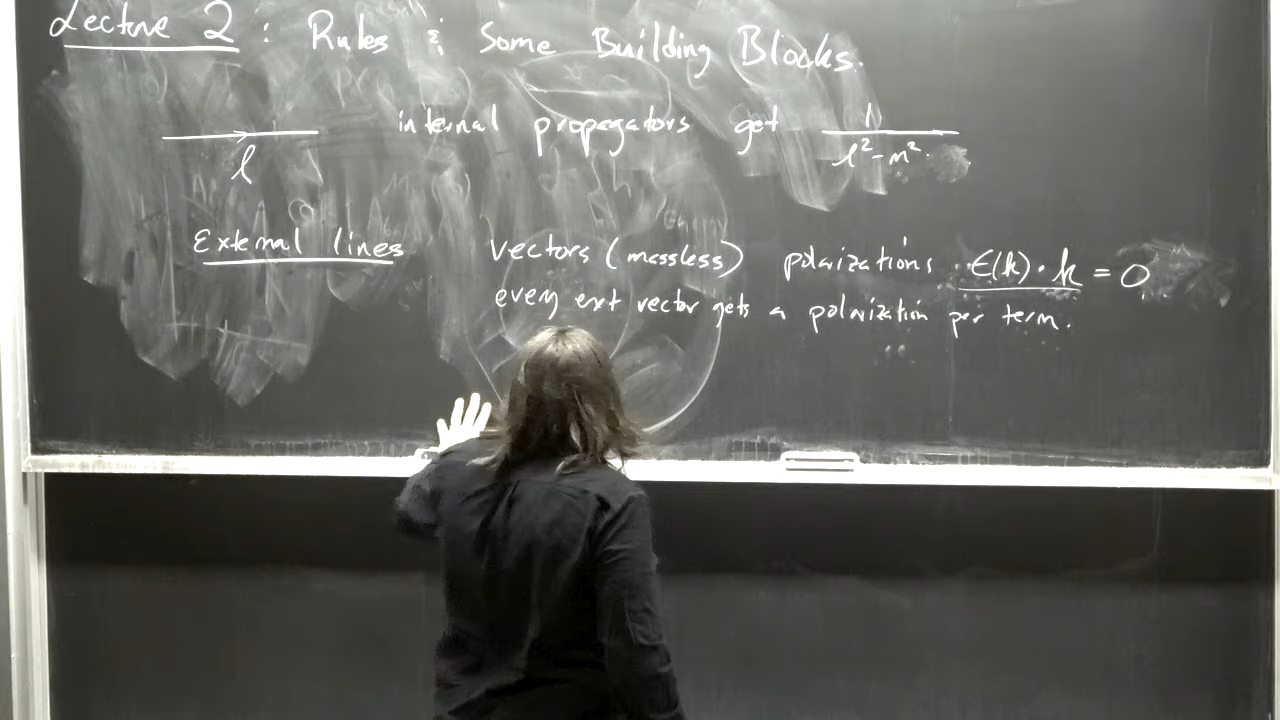 Lecture 2 : Rules & Some Building Blocks.
l
internal propagators get 1/(l²-m²)
External lines
vectors (massless) polarizations ε(k)·k = 0
every ext vector gets a polarization per term.